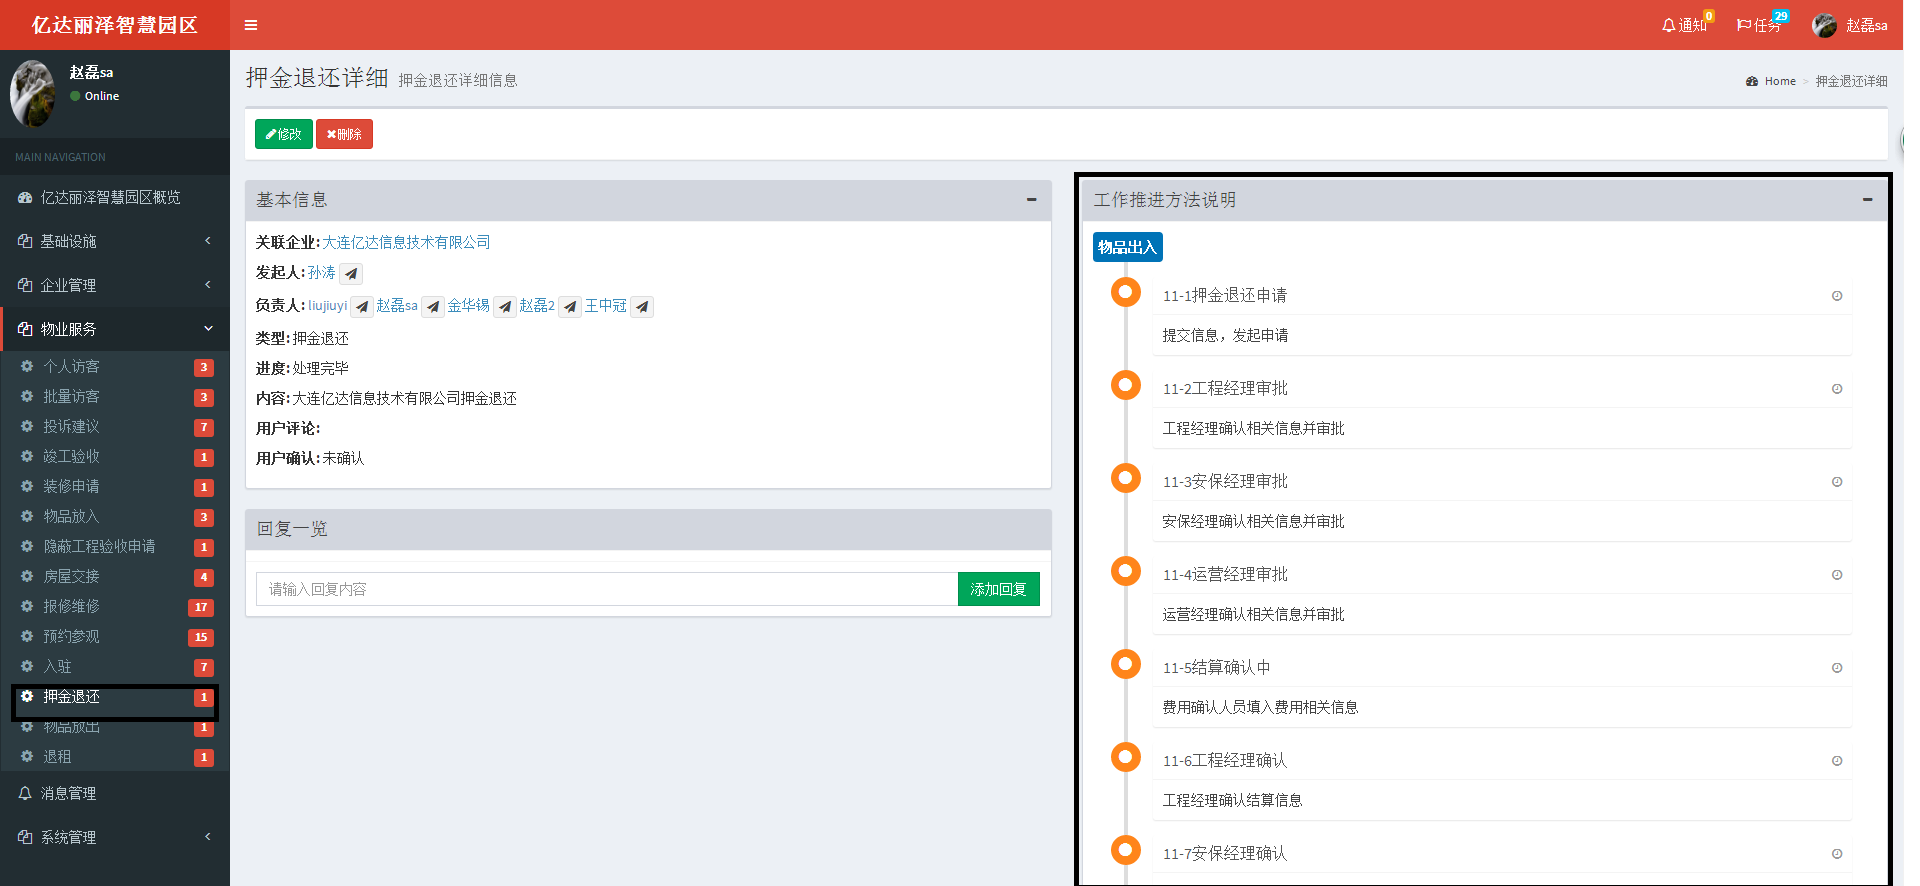 亿达丽泽智慧园区
通知 0
任务 29
赵磊sa
赵磊sa
Online
MAIN NAVIGATION
亿达丽泽智慧园区概览
基础设施
企业管理
物业服务
个人访客 3
批量访客 3
投诉建议 7
竣工验收 1
装修申请 1
物品放入 3
隐蔽工程验收申请 1
房屋交接 4
报修维修 17
预约参观 15
入驻 7
押金退还 1
物品放出 1
退租 1
消息管理
系统管理
押金退还详细 押金退还详细信息
Home > 押金退还详细
修改 删除
基本信息
关联企业:大连亿达信息技术有限公司
发起人:孙涛
负责人:liujiuyi 赵磊sa 金华锡 赵磊2 王中冠
类型:押金退还
进度:处理完毕
内容:大连亿达信息技术有限公司押金退还
用户评论:
用户确认:未确认
回复一览
请输入回复内容 添加回复
工作推进方法说明
物品出入
11-1押金退还申请
提交信息，发起申请
11-2工程经理审批
工程经理确认相关信息并审批
11-3安保经理审批
安保经理确认相关信息并审批
11-4运营经理审批
运营经理确认相关信息并审批
11-5结算确认中
费用确认人员填入费用相关信息
11-6工程经理确认
工程经理确认结算信息
11-7安保经理确认